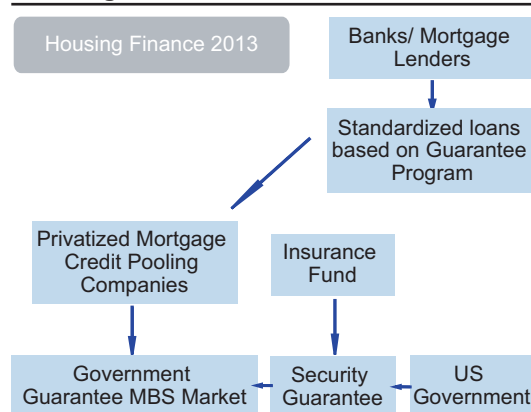 Housing Finance 2013
Banks/ Mortgage
Lenders
Standardized loans
based on Guarantee
Program
Privatized Mortgage
Credit Pooling
Companies
Insurance
Fund
Government
Guarantee MBS Market
Security
Guarantee
US
Government